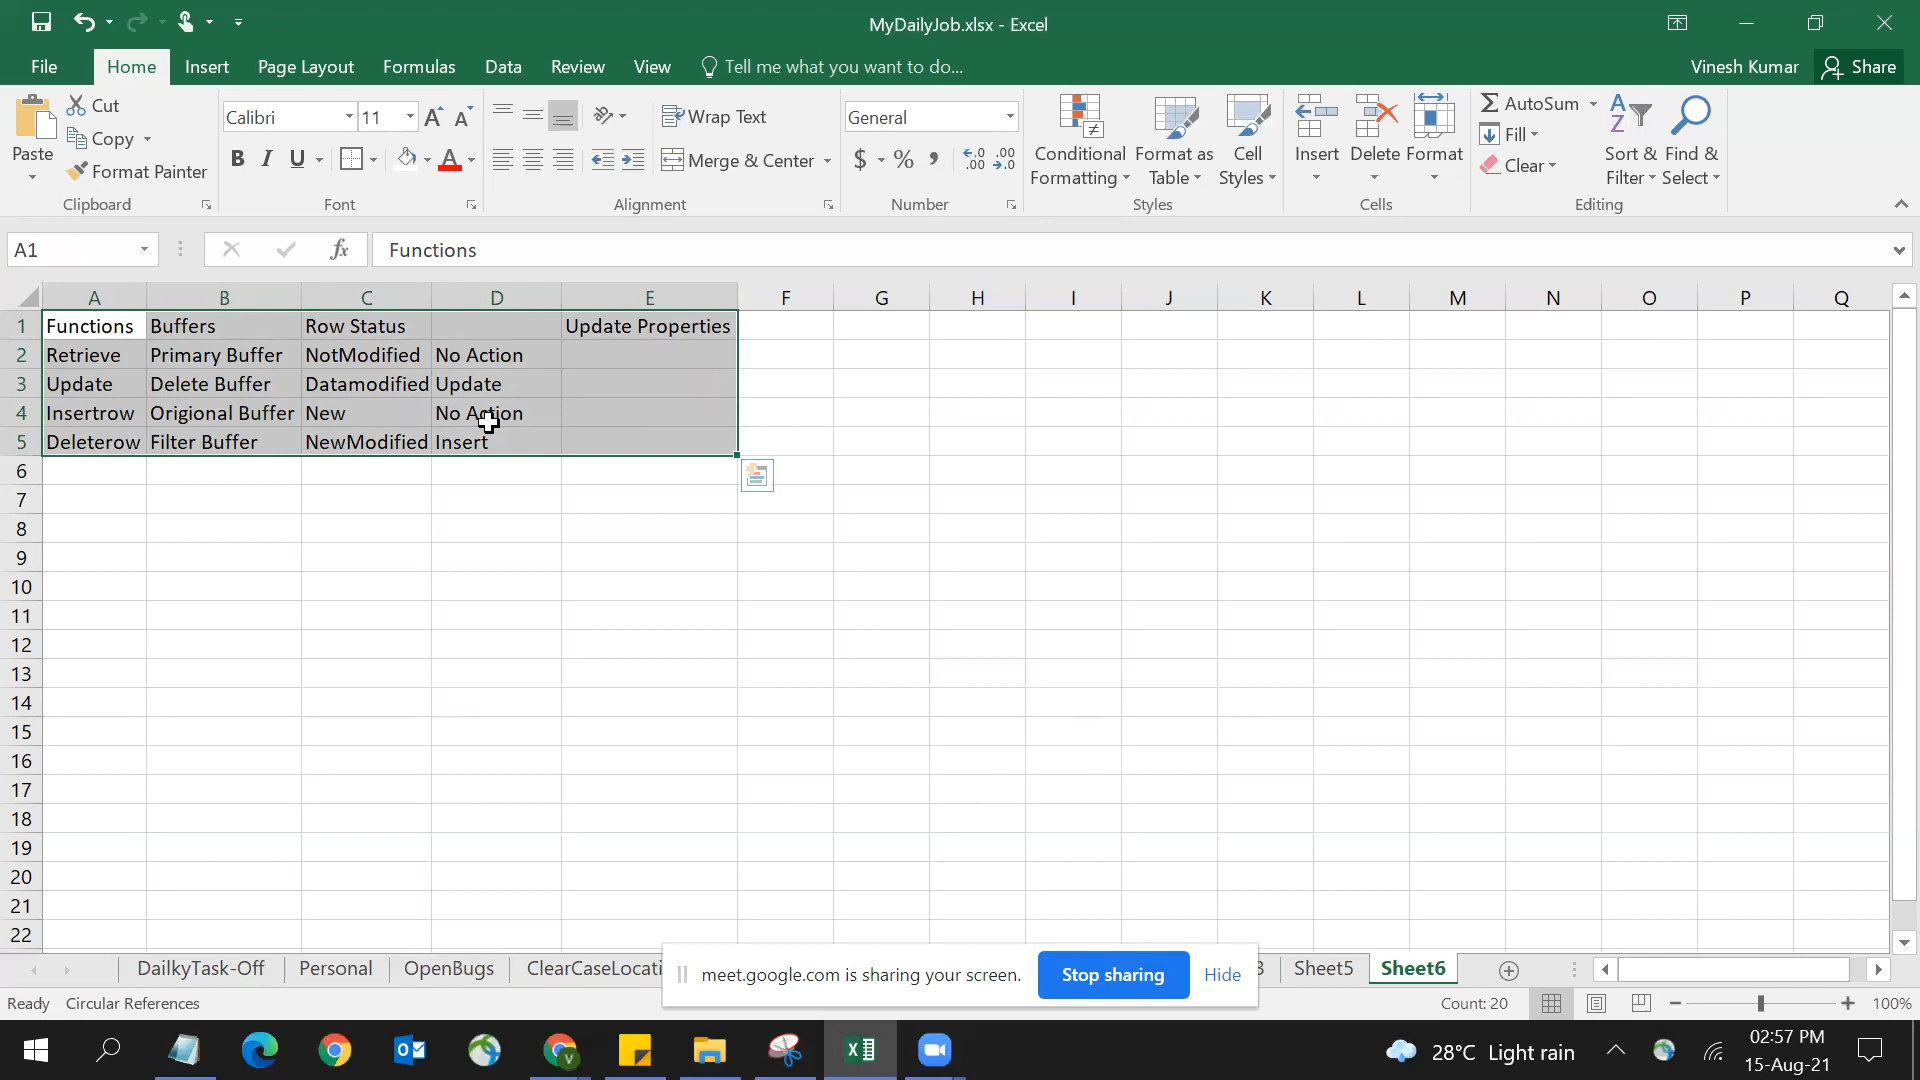 MyDailyJob.xlsx - Excel
File Home Insert Page Layout Formulas Data Review View Tell me what you want to do... Vinesh Kumar Share
Paste
Cut
Copy
Format Painter
Clipboard
Calibri 11 A A
B I U A
Font
Wrap Text
Merge & Center
Alignment
General
$ % , .0 .00 .00 .0
Number
Conditional Formatting
Format as Table
Cell Styles
Styles
Insert Delete Format
Cells
AutoSum
Fill
Clear
Sort & Filter
Find & Select
Editing
A1 fx Functions
A B C D E F G H I J K L M N O P Q
1 Functions Buffers Row Status Update Properties
2 Retrieve Primary Buffer NotModified No Action
3 Update Delete Buffer Datamodified Update
4 Insertrow Origional Buffer New No Action
5 Deleterow Filter Buffer NewModified Insert
6
7
8
9
10
11
12
13
14
15
16
17
18
19
20
21
22
DailkyTask-Off Personal OpenBugs ClearCaseLocati 3 Sheet5 Sheet6
meet.google.com is sharing your screen. Stop sharing Hide
Ready Circular References Count: 20 100%
28°C Light rain
02:57 PM
15-Aug-21